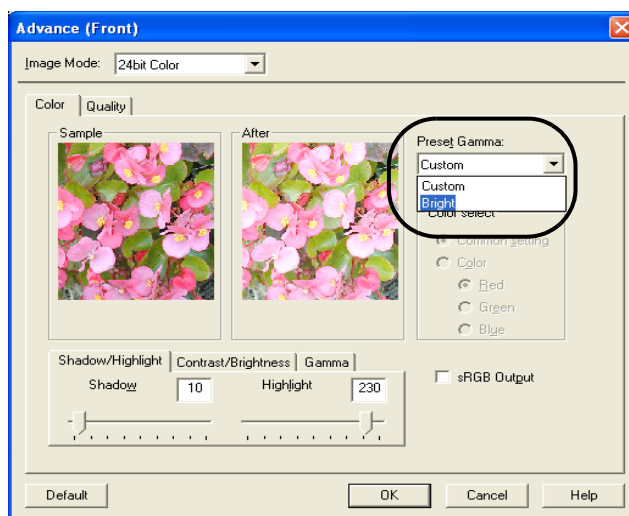 Advance (Front)
Image Mode: 24bit Color
Color Quality
Sample After
Preset Gamma:
Custom
Custom
Bright
Color select
Common setting
Color
Red
Green
Blue
Shadow/Highlight Contrast/Brightness Gamma
Shadow 10 Highlight 230
sRGB Output
Default OK Cancel Help